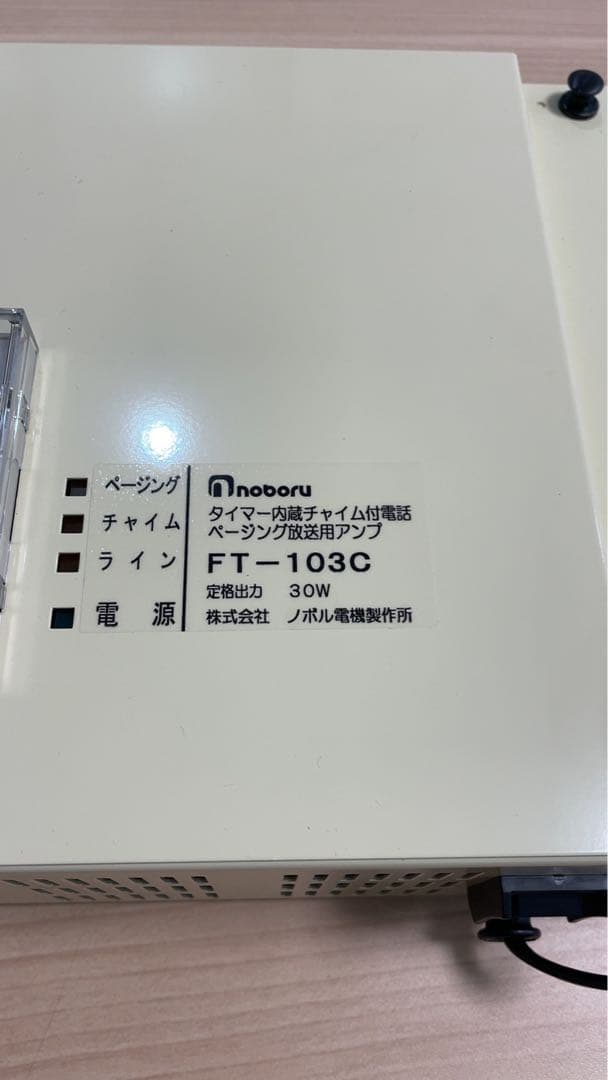 ページング
チャイム
ライン
電源
noboru
タイマー内蔵チャイム付電話
ページング放送用アンプ
FT-103C
定格出力 30W
株式会社 ノボル電機製作所